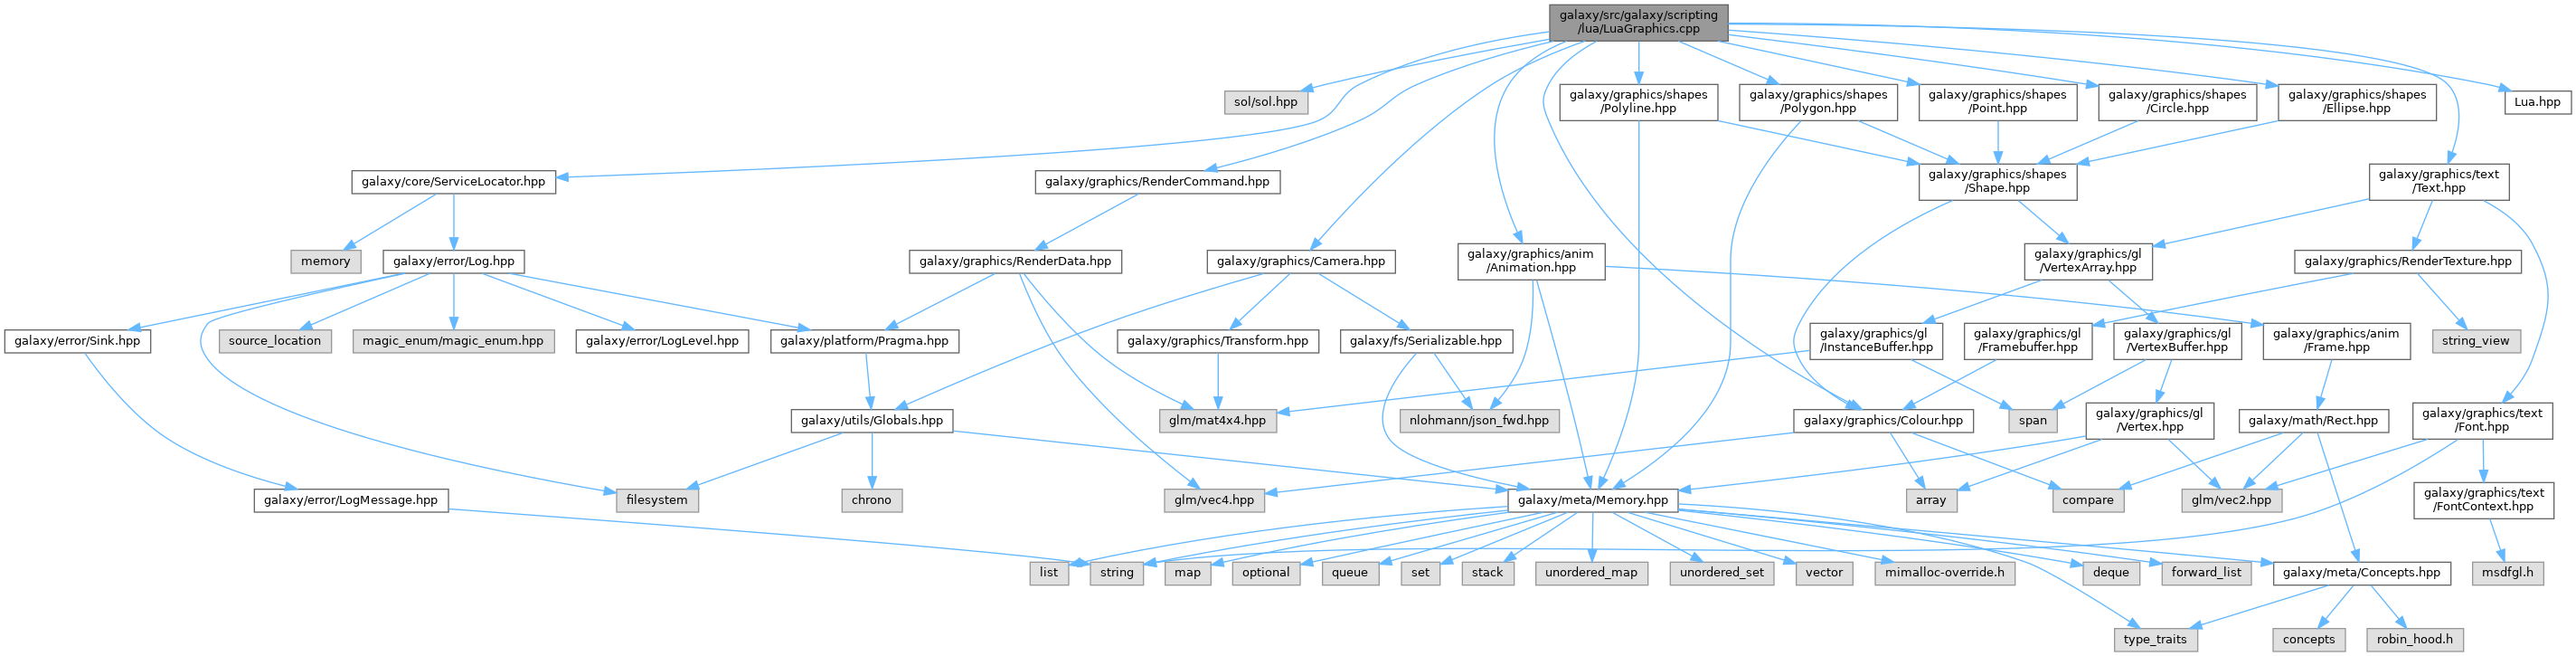 galaxy/src/galaxy/scripting
/lua/LuaGraphics.cpp
sol/sol.hpp
galaxy/graphics/shapes
/Polyline.hpp
galaxy/graphics/shapes
/Polygon.hpp
galaxy/graphics/shapes
/Point.hpp
galaxy/graphics/shapes
/Circle.hpp
galaxy/graphics/shapes
/Ellipse.hpp
Lua.hpp
galaxy/core/ServiceLocator.hpp
galaxy/graphics/RenderCommand.hpp
galaxy/graphics/shapes
/Shape.hpp
galaxy/graphics/text
/Text.hpp
memory
galaxy/error/Log.hpp
galaxy/graphics/RenderData.hpp
galaxy/graphics/Camera.hpp
galaxy/graphics/anim
/Animation.hpp
galaxy/graphics/gl
/VertexArray.hpp
galaxy/graphics/RenderTexture.hpp
galaxy/error/Sink.hpp
source_location
magic_enum/magic_enum.hpp
galaxy/error/LogLevel.hpp
galaxy/platform/Pragma.hpp
galaxy/graphics/Transform.hpp
galaxy/fs/Serializable.hpp
galaxy/graphics/gl
/InstanceBuffer.hpp
galaxy/graphics/gl
/Framebuffer.hpp
galaxy/graphics/gl
/VertexBuffer.hpp
galaxy/graphics/anim
/Frame.hpp
string_view
galaxy/utils/Globals.hpp
glm/mat4x4.hpp
nlohmann/json_fwd.hpp
galaxy/graphics/Colour.hpp
span
galaxy/graphics/gl
/Vertex.hpp
galaxy/math/Rect.hpp
galaxy/graphics/text
/Font.hpp
galaxy/error/LogMessage.hpp
filesystem
chrono
glm/vec4.hpp
galaxy/meta/Memory.hpp
array
compare
glm/vec2.hpp
galaxy/graphics/text
/FontContext.hpp
list
string
map
optional
queue
set
stack
unordered_map
unordered_set
vector
mimalloc-override.h
deque
forward_list
galaxy/meta/Concepts.hpp
msdfgl.h
type_traits
concepts
robin_hood.h